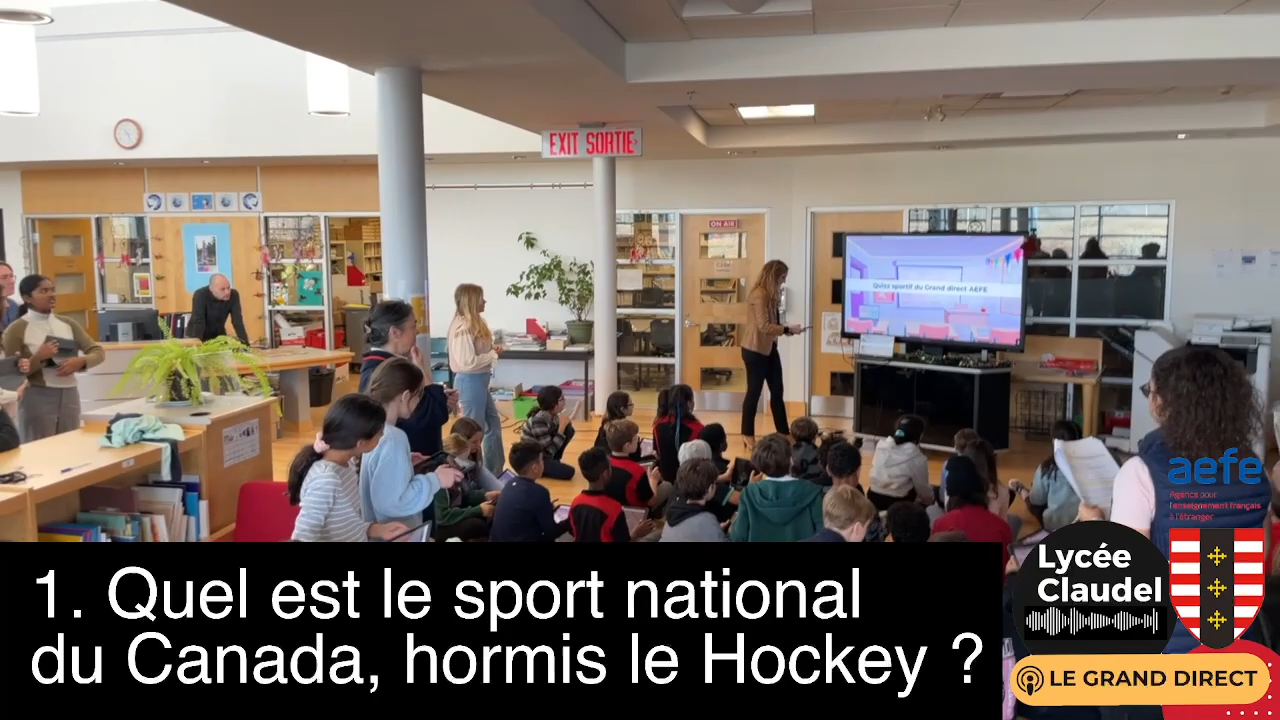 EXIT SORTIE
ON AIR
Quizz sportif du Grand direct AEFE
aefe
Agence pour
l'enseignement français
à l'étranger
Lycée
Claudel
LE GRAND DIRECT
1. Quel est le sport national
du Canada, hormis le Hockey ?